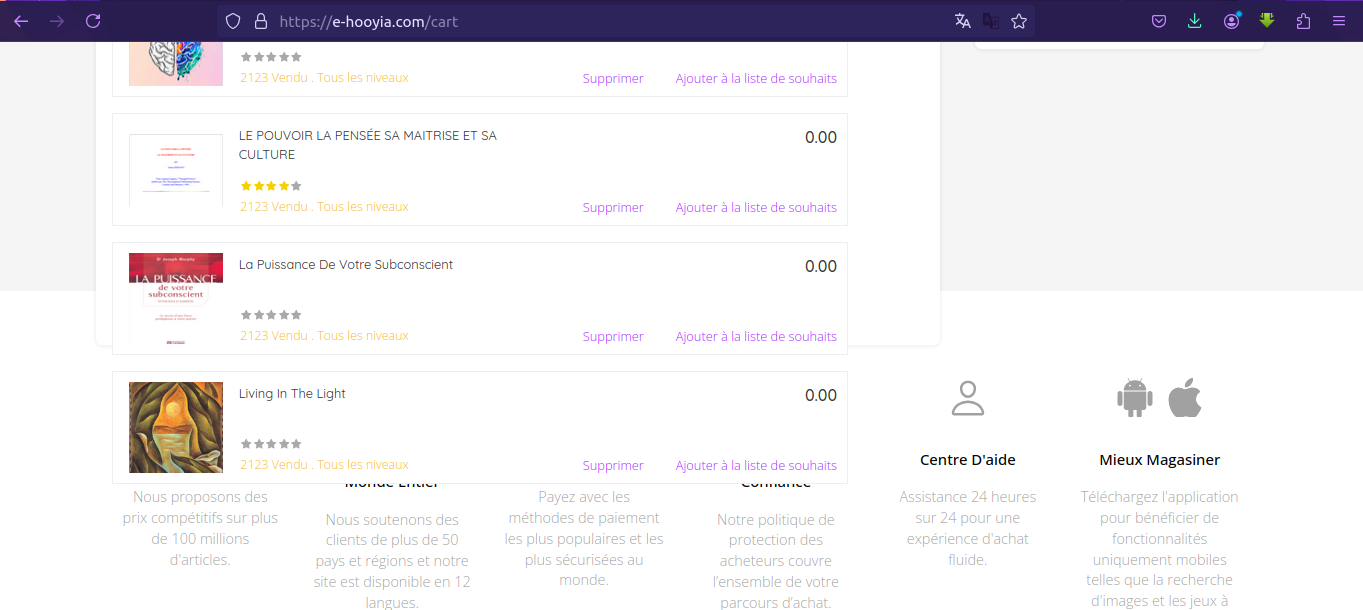 https://e-hooyia.com/cart
2123 Vendu . Tous les niveaux
Supprimer
Ajouter à la liste de souhaits
LE POUVOIR LA PENSÉE SA MAITRISE ET SA
CULTURE
0.00
2123 Vendu . Tous les niveaux
Supprimer
Ajouter à la liste de souhaits
Dr Joseph Murphy
LA PUISSANCE
de votre
subconscient
La Puissance De Votre Subconscient
0.00
2123 Vendu . Tous les niveaux
Supprimer
Ajouter à la liste de souhaits
Living In The Light
0.00
2123 Vendu . Tous les niveaux
Supprimer
Ajouter à la liste de souhaits
Nous proposons des
prix compétitifs sur plus
de 100 millions
d'articles.
Monde Entier
Nous soutenons des
clients de plus de 50
pays et régions et notre
site est disponible en 12
langues.
Payez avec les
méthodes de paiement
les plus populaires et les
plus sécurisées au
monde.
Confiance
Notre politique de
protection des
acheteurs couvre
l'ensemble de votre
parcours d'achat.
Centre D'aide
Assistance 24 heures
sur 24 pour une
expérience d'achat
fluide.
Mieux Magasiner
Téléchargez l'application
pour bénéficier de
fonctionnalités
uniquement mobiles
telles que la recherche
d'images et les jeux à